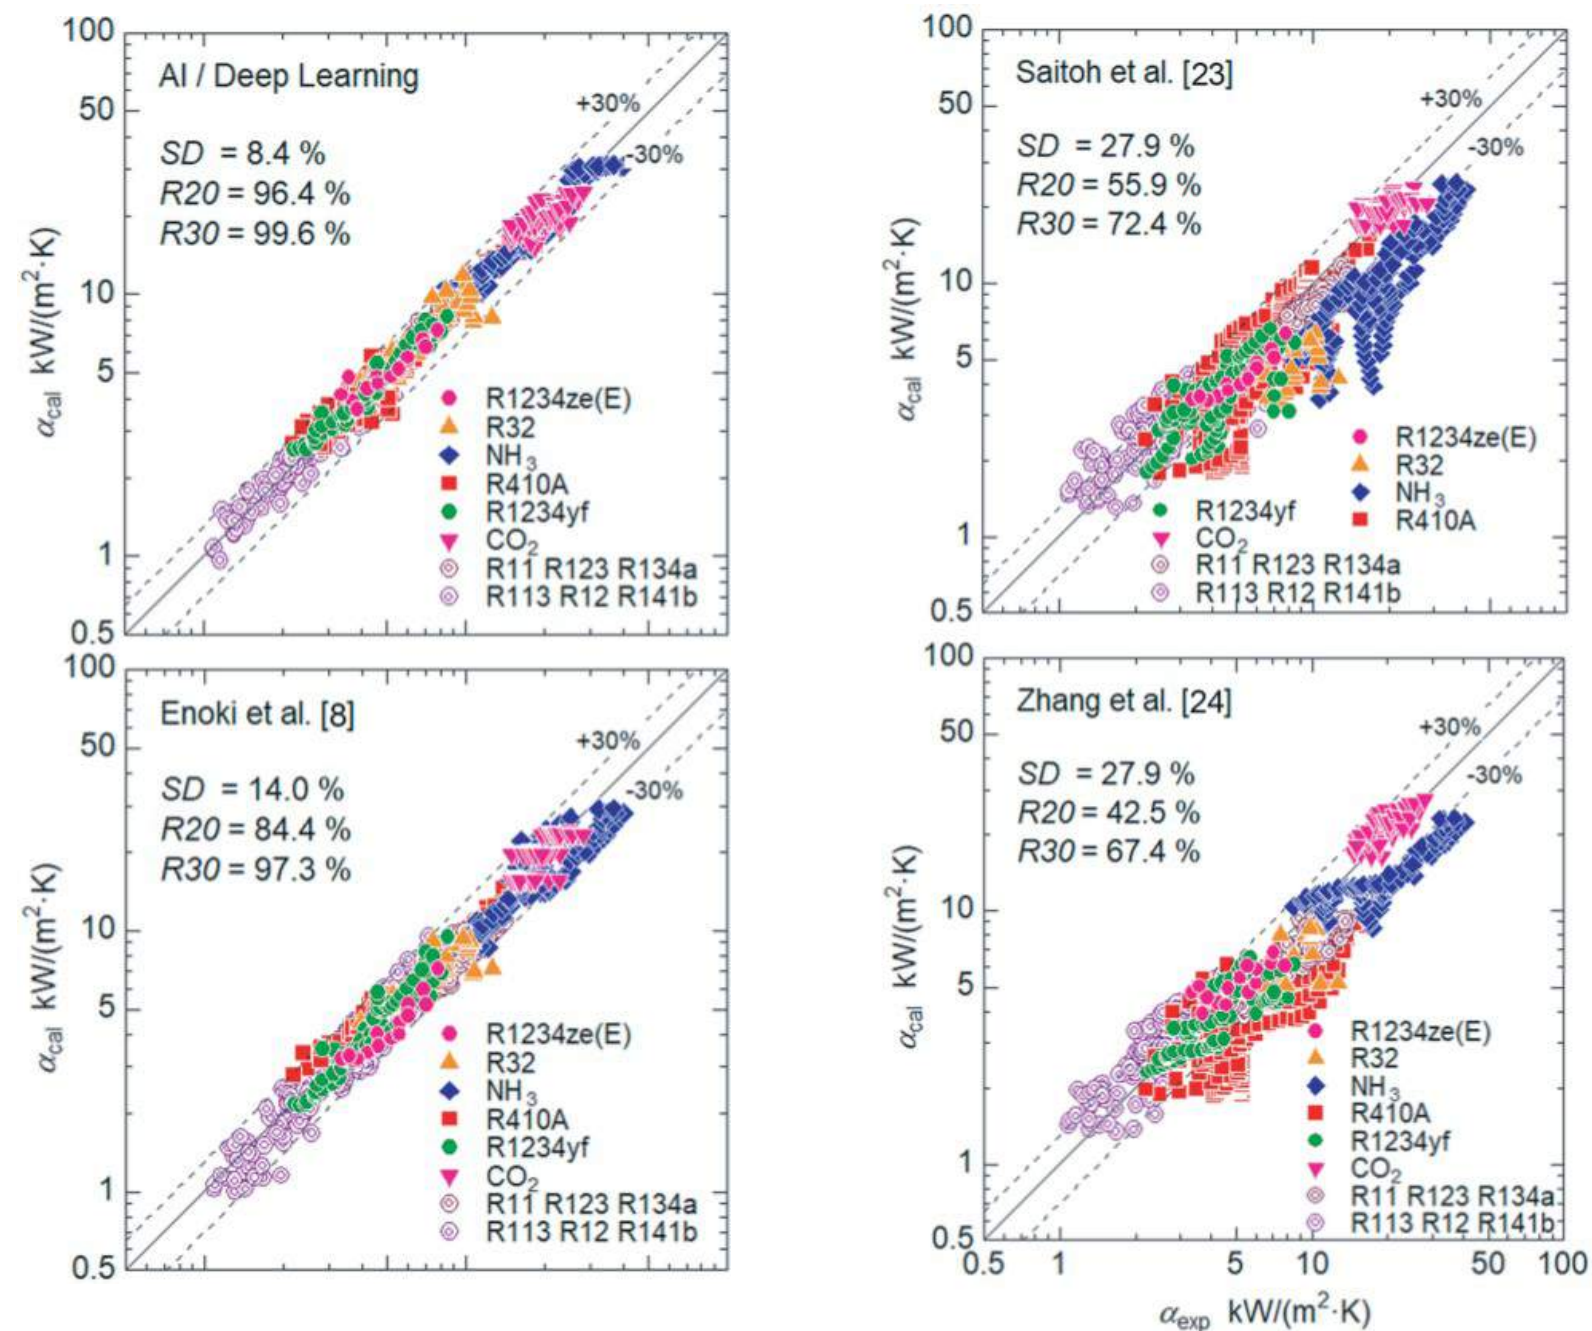 100
50
10
5
1
0.5
α_cal kW/(m²·K)
AI / Deep Learning
SD = 8.4 %
R20 = 96.4 %
R30 = 99.6 %
+30%
-30%
R1234ze(E)
R32
NH₃
R410A
R1234yf
CO₂
R11 R123 R134a
R113 R12 R141b
100
50
10
5
1
0.5
α_cal kW/(m²·K)
Saitoh et al. [23]
SD = 27.9 %
R20 = 55.9 %
R30 = 72.4 %
+30%
-30%
R1234ze(E)
R32
NH₃
R410A
R1234yf
CO₂
R11 R123 R134a
R113 R12 R141b
100
50
10
5
1
0.5
α_cal kW/(m²·K)
Enoki et al. [8]
SD = 14.0 %
R20 = 84.4 %
R30 = 97.3 %
+30%
-30%
R1234ze(E)
R32
NH₃
R410A
R1234yf
CO₂
R11 R123 R134a
R113 R12 R141b
100
50
10
5
1
0.5
α_cal kW/(m²·K)
Zhang et al. [24]
SD = 27.9 %
R20 = 42.5 %
R30 = 67.4 %
+30%
-30%
R1234ze(E)
R32
NH₃
R410A
R1234yf
CO₂
R11 R123 R134a
R113 R12 R141b
0.5 1 5 10 50 100
α_exp kW/(m²·K)